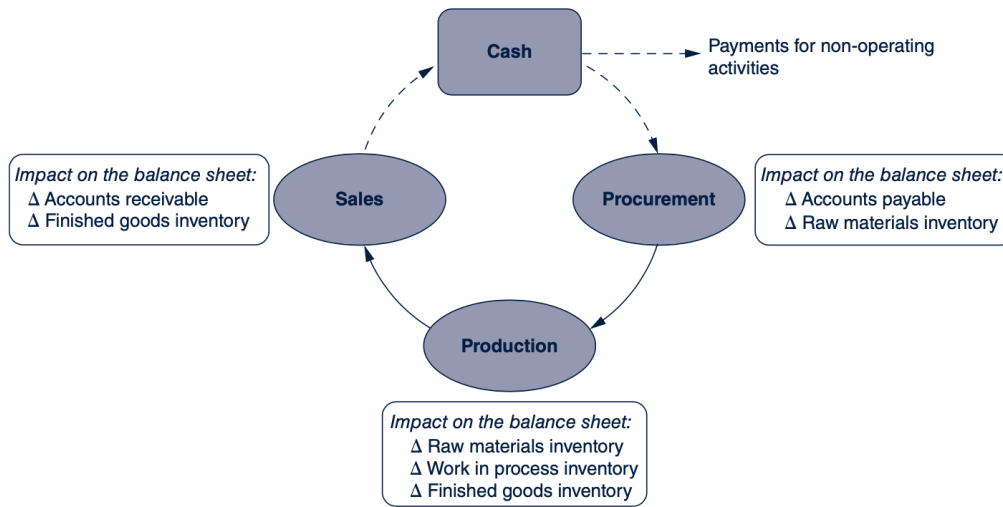 Cash
Payments for non-operating
activities
Impact on the balance sheet:
Δ Accounts receivable
Δ Finished goods inventory
Sales
Procurement
Impact on the balance sheet:
Δ Accounts payable
Δ Raw materials inventory
Production
Impact on the balance sheet:
Δ Raw materials inventory
Δ Work in process inventory
Δ Finished goods inventory